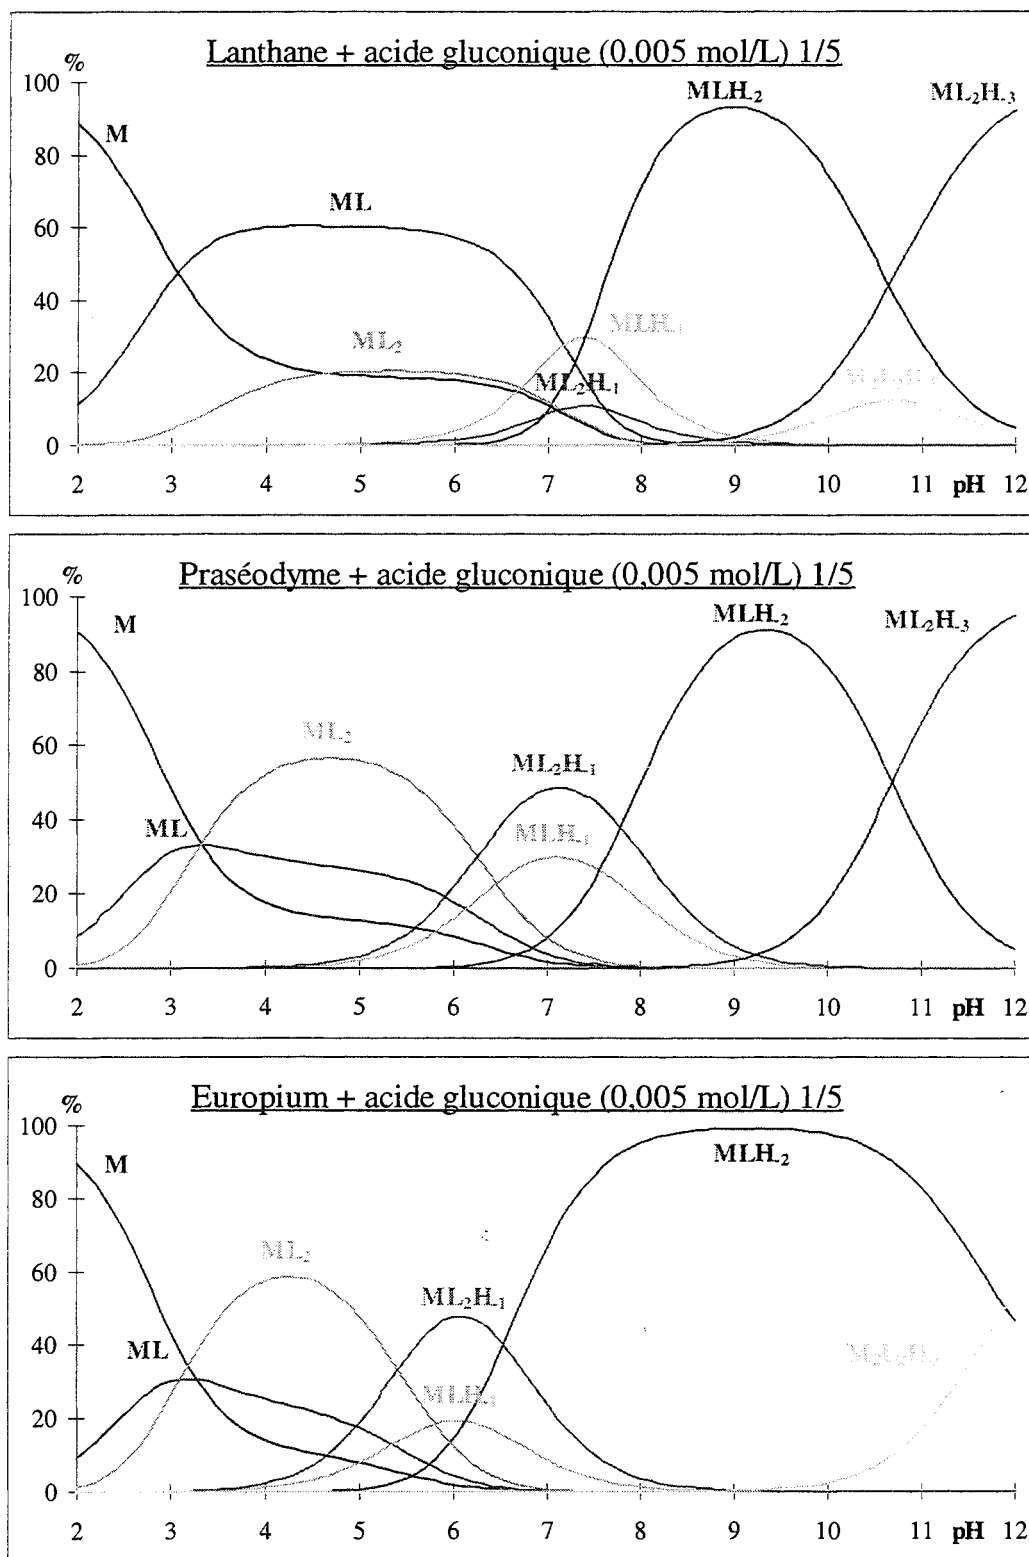 Lanthane + acide gluconique (0,005 mol/L) 1/5
%
100
80
60
40
20
0
M
ML
ML₂
MLH₋₁
ML₂H₋₁
MLH₋₂
ML₂H₋₃
2 3 4 5 6 7 8 9 10 11 pH 12
Praséodyme + acide gluconique (0,005 mol/L) 1/5
%
100
80
60
40
20
0
M
ML
ML₂
ML₂H₋₁
MLH₋₁
MLH₋₂
ML₂H₋₃
2 3 4 5 6 7 8 9 10 11 pH 12
Europium + acide gluconique (0,005 mol/L) 1/5
%
100
80
60
40
20
0
M
ML
ML₂
ML₂H₋₁
MLH₋₁
MLH₋₂
2 3 4 5 6 7 8 9 10 11 pH 12